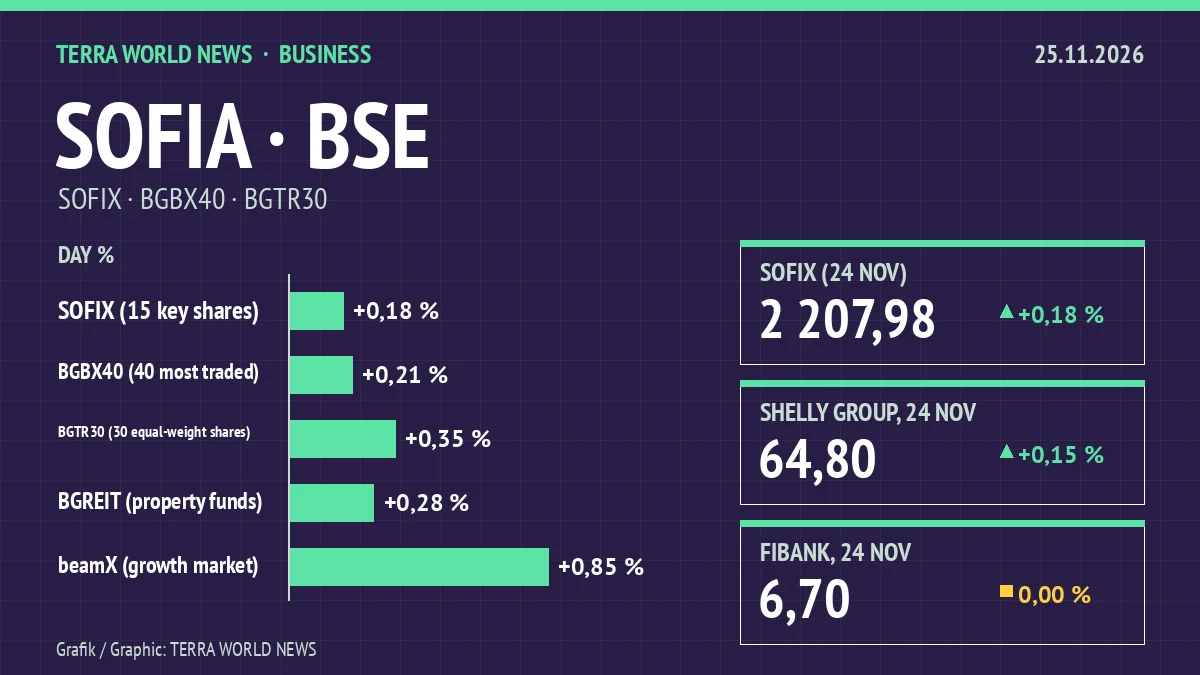 TERRA WORLD NEWS · BUSINESS
25.11.2026
SOFIA · BSE
SOFIX · BGBX40 · BGTR30
DAY %
SOFIX (15 key shares) +0,18 %
BGBX40 (40 most traded) +0,21 %
BGTR30 (30 equal-weight shares) +0,35 %
BGREIT (property funds) +0,28 %
beamX (growth market) +0,85 %
SOFIX (24 NOV)
2 207,98 ▲+0,18 %
SHELLY GROUP, 24 NOV
64,80 ▲+0,15 %
FIBANK, 24 NOV
6,70 ■0,00 %
Grafik / Graphic: TERRA WORLD NEWS